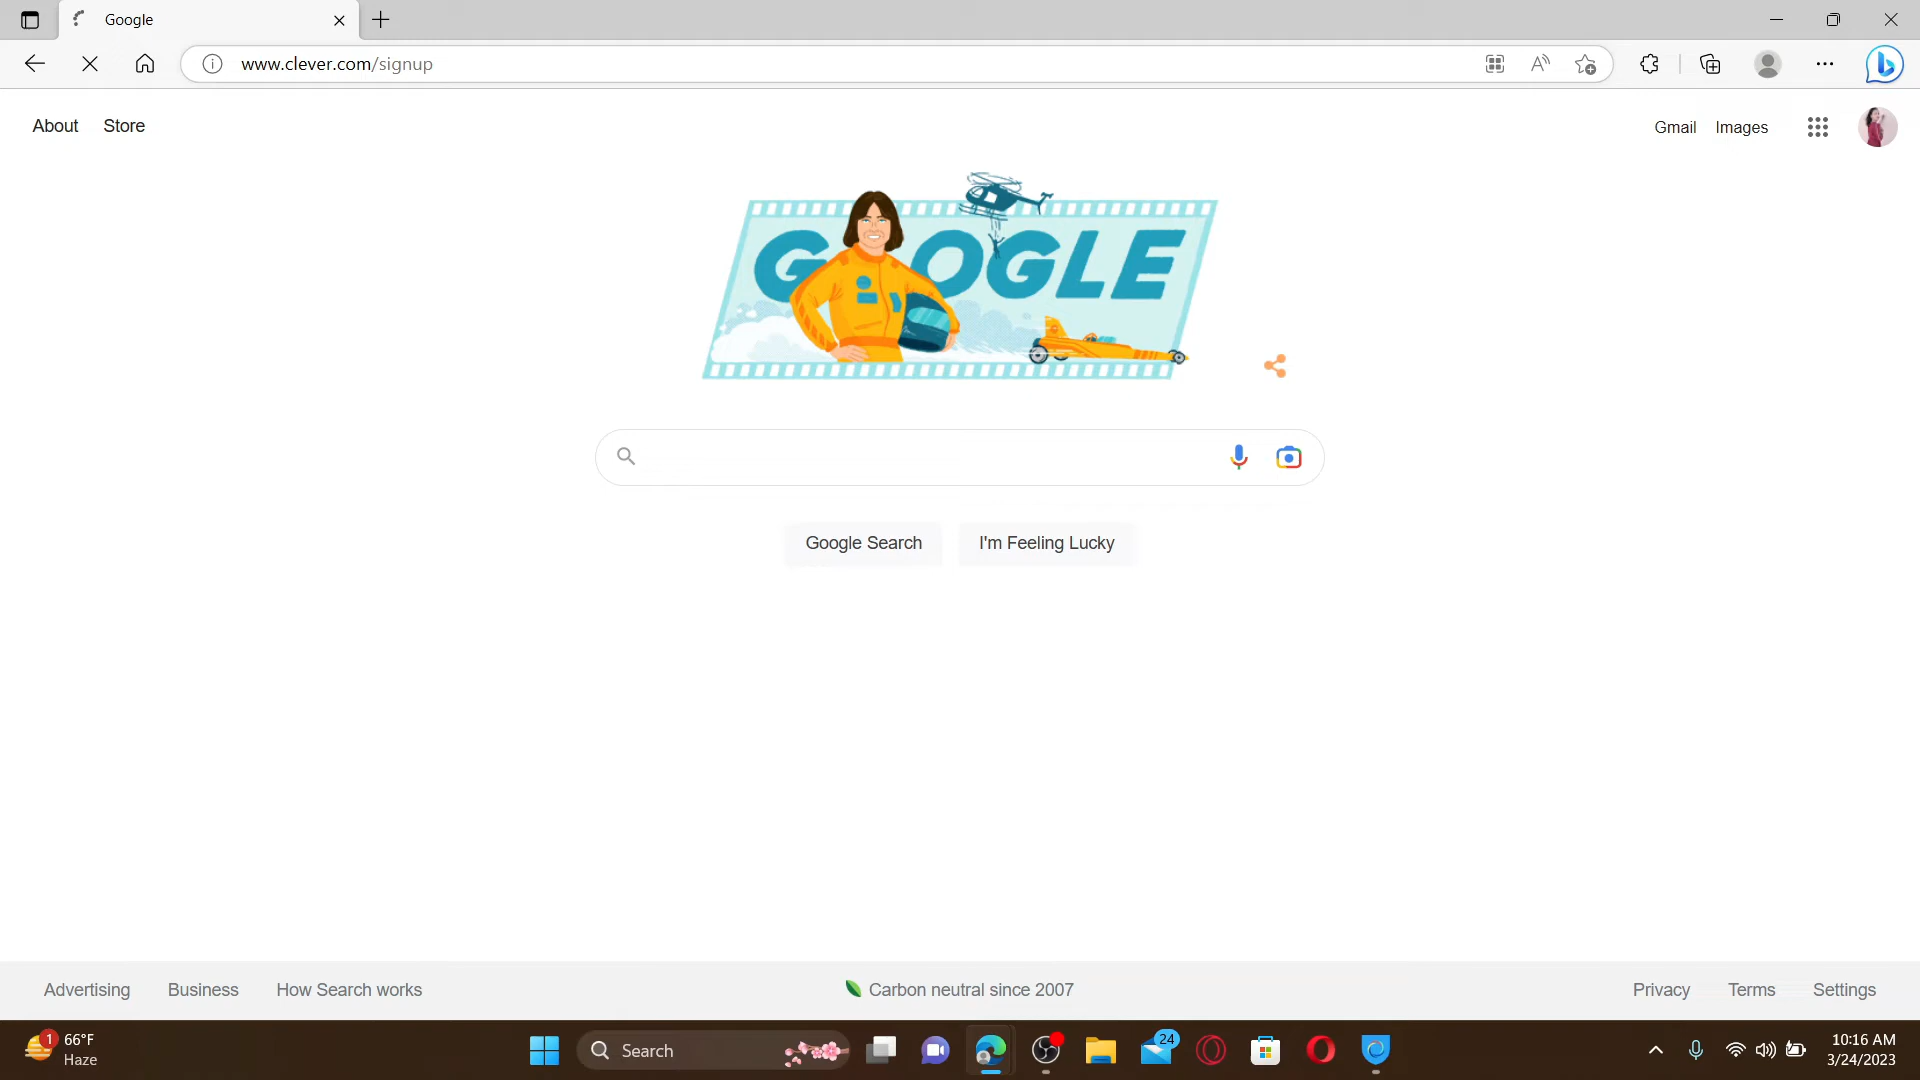 Google
www.clever.com/signup
About Store
Gmail Images
GOOGLE
Google Search I'm Feeling Lucky
Advertising Business How Search works
Carbon neutral since 2007
Privacy Terms Settings
1
66°F
Haze
Search
24
10:16 AM
3/24/2023